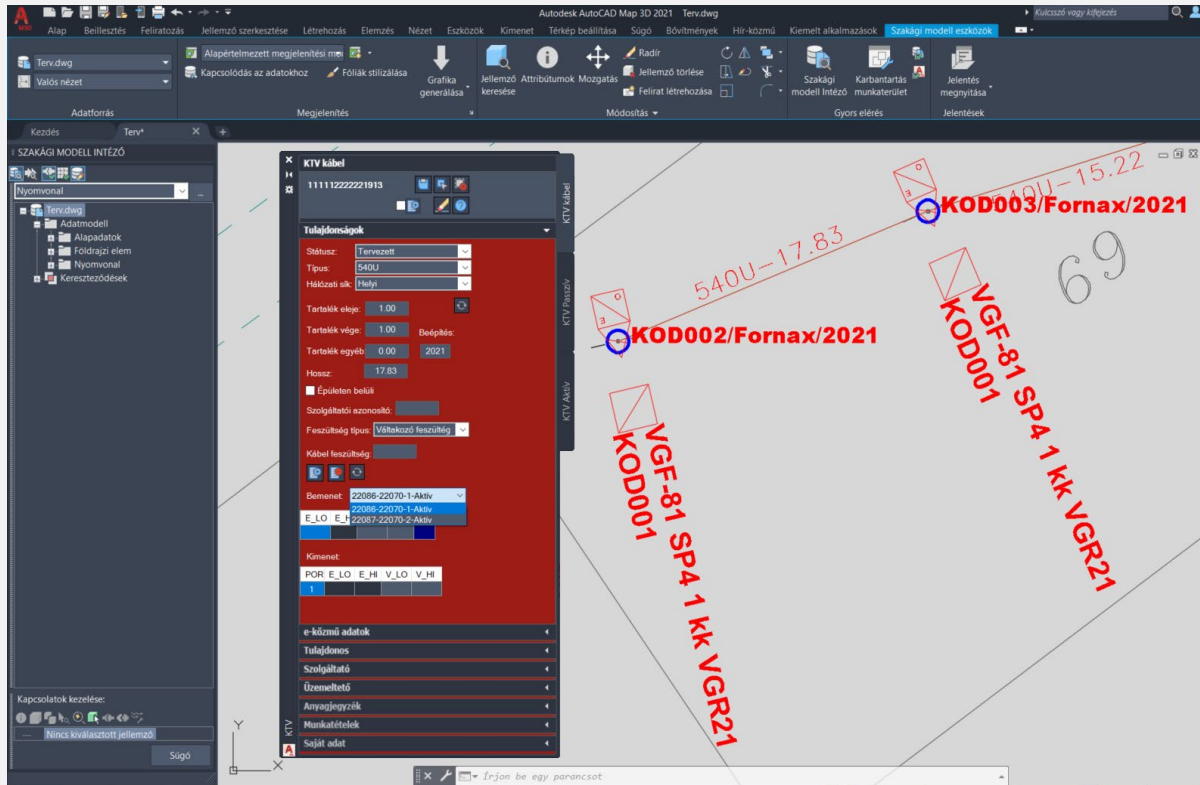 Autodesk AutoCAD Map 3D 2021 Terv.dwg
Kulcsszó vagy kifejezés
Alap Beillesztés Feliratozás Jellemző szerkesztése Létrehozás Elemzés Nézet Eszközök Kimenet Térkép beállítása Súgó Bővítmények Hír-közmű Kiemelt alkalmazások Szakági modell eszközök
Terv.dwg
Valós nézet
Adatforrás
Alapértelmezett megjelenítési
Kapcsolódás az adatokhoz
Fóliák stilizálása
Grafika generálása
Megjelenítés
Jellemző keresése
Attribútumok
Mozgatás
Radír
Jellemző törlése
Felirat létrehozása
Módosítás
Szakági modell Intéző
Karbantartás munkaterület
Gyors elérés
Jelentés megnyitása
Jelentések
Kezdés
Terv*
SZAKÁGI MODELL INTÉZŐ
Nyomvonal
Terv.dwg
Adatmodell
Alapadatok
Földrajzi elem
Nyomvonal
Kereszteződések
Kapcsolatok kezelése:
Nincs kiválasztott jellemző
Súgó
KTV kábel
111112222221913
Tulajdonságok
Státusz: Tervezett
Típus: 540U
Hálózati sík: Helyi
Tartalék eleje: 1.00
Tartalék vége: 1.00
Beépítés:
Tartalék egyéb 0.00 2021
Hossz: 17.83
Épületen belüli
Szolgáltatói azonosító:
Feszültség típus: Váltakozó feszültég
Kábel feszültség:
Bemenet: 22086-22070-1-Aktív
22086-22070-1-Aktív
22087-22070-2-Aktív
E_LO
Kimenet:
POR E_LO E_HI V_LO V_HI
1
e-közmű adatok
Tulajdonos
Szolgáltató
Üzemeltető
Anyagjegyzék
Munkatételek
Saját adat
KTV
KTV kábel
KTV Passzív
KTV Aktív
540U-15.22
KOD003/Fornax/2021
540U-17.83
KOD002/Fornax/2021
69
VGF-81 SP4 1 kk VGR21
KOD001
VGF-81 SP4 1 kk VGR21
KOD001
Y
X
Írjon be egy parancsot